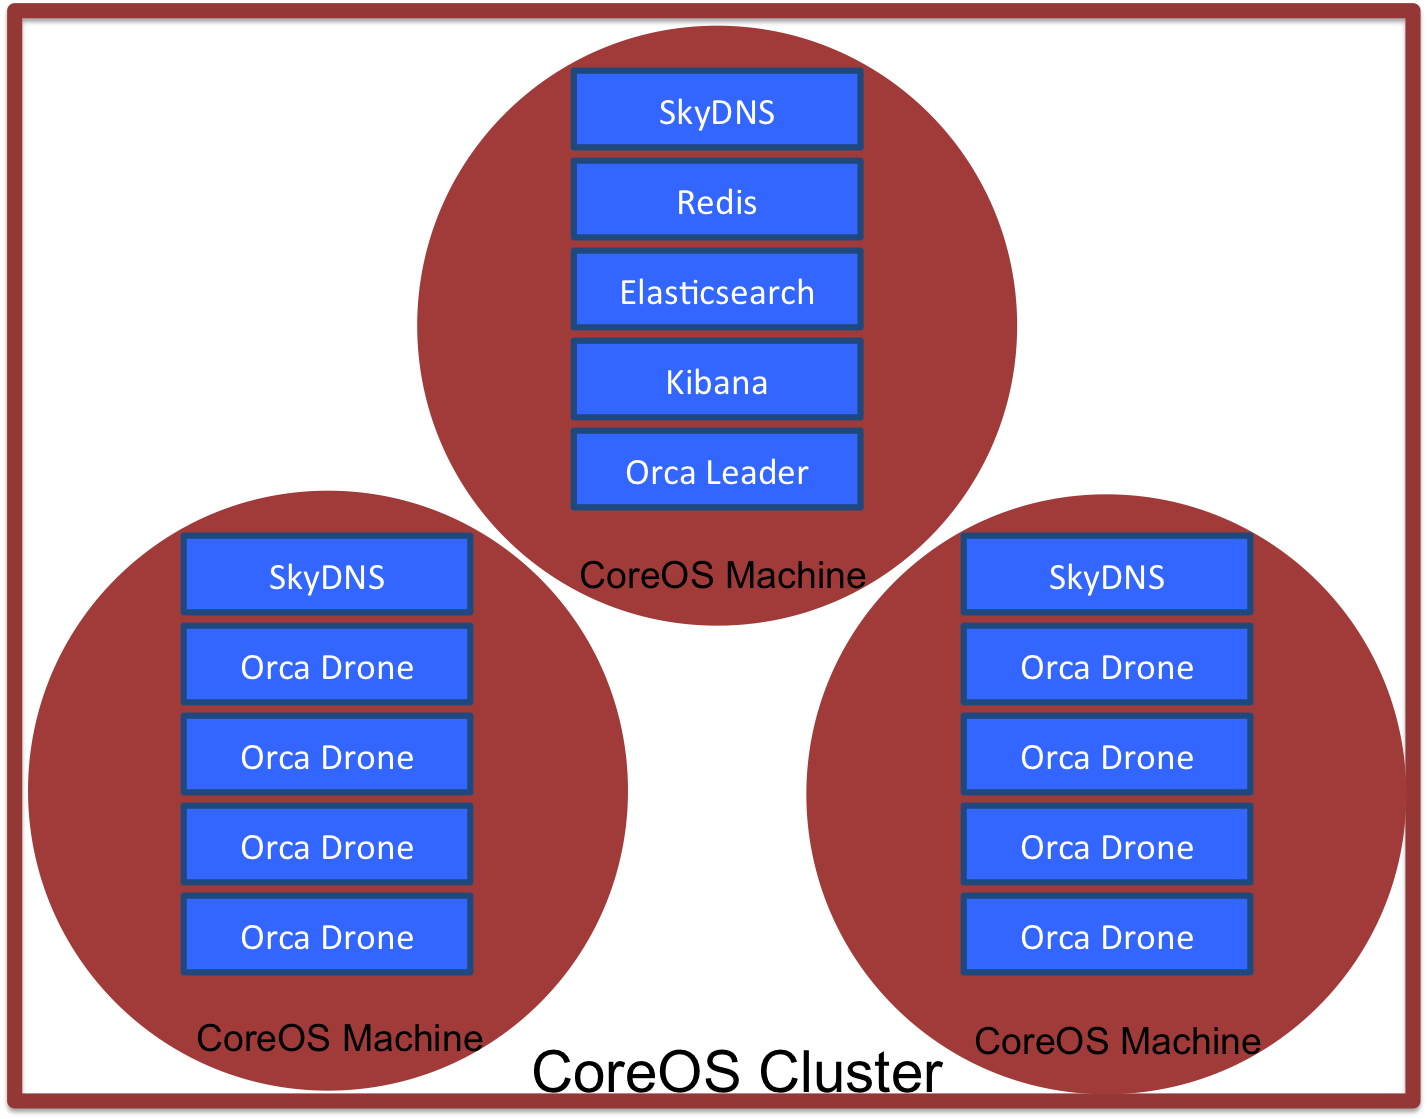 SkyDNS
Redis
Elasticsearch
Kibana
Orca Leader
CoreOS Machine
SkyDNS
Orca Drone
Orca Drone
Orca Drone
Orca Drone
CoreOS Machine
SkyDNS
Orca Drone
Orca Drone
Orca Drone
Orca Drone
CoreOS Machine
CoreOS Cluster